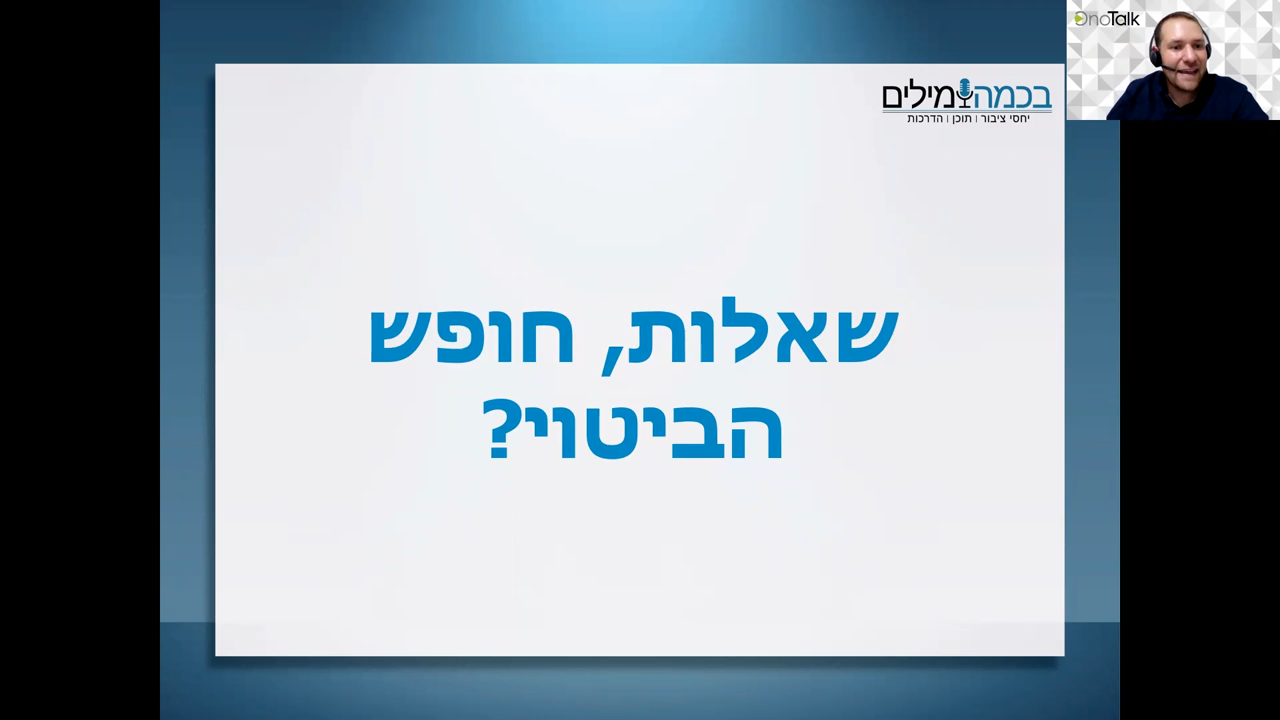 OnoTalk
בכמה מילים
יחסי ציבור | תוכן | הדרכות
שאלות, חופש
הביטוי?